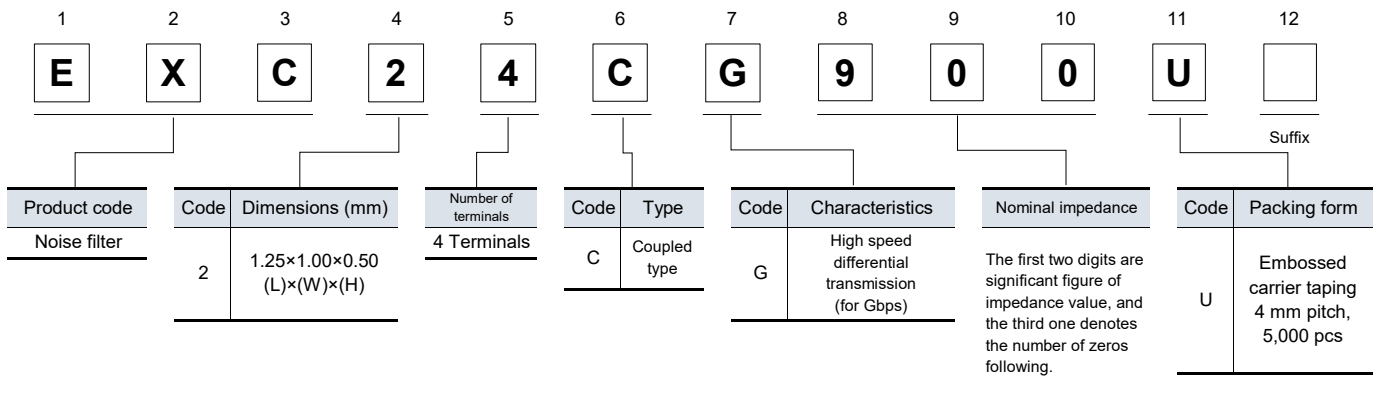 1 2 3 4 5 6 7 8 9 10 11 12
E X C 2 4 C G 9 0 0 U
Suffix
Product code
Noise filter
Code Dimensions (mm)
2
1.25×1.00×0.50
(L)×(W)×(H)
Number of
terminals
4 Terminals
Code Type
C
Coupled
type
Code Characteristics
G
High speed
differential
transmission
(for Gbps)
Nominal impedance
The first two digits are
significant figure of
impedance value, and
the third one denotes
the number of zeros
following.
Code Packing form
U
Embossed
carrier taping
4 mm pitch,
5,000 pcs